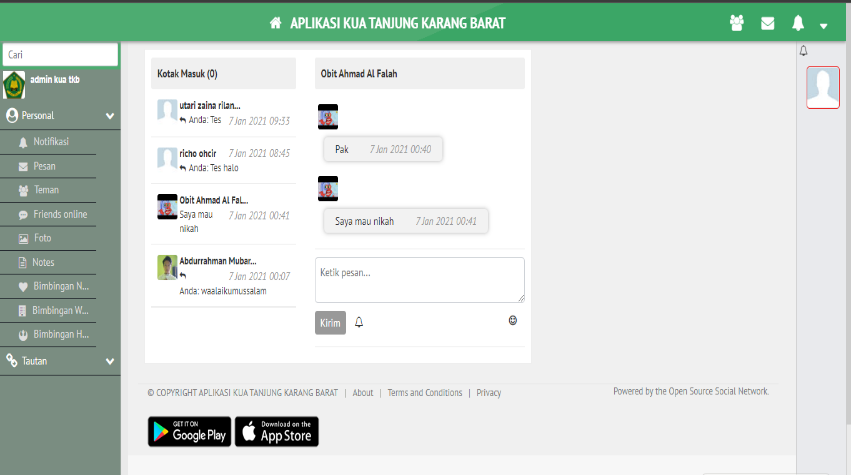 APLIKASI KUA TANJUNG KARANG BARAT
Cari
admin kua tkb
Personal
Notifikasi
Pesan
Teman
Friends online
Foto
Notes
Bimbingan N...
Bimbingan W...
Bimbingan H...
Tautan
Kotak Masuk (0)
utari zaina rilan...
Anda: Tes 7 Jan 2021 09:33
richo ohcir 7 Jan 2021 08:45
Anda: Tes halo
Obit Ahmad Al Fal...
Saya mau 7 Jan 2021 00:41
nikah
Abdurrahman Mubar...
7 Jan 2021 00:07
Anda: waalaikumussalam
Obit Ahmad Al Falah
Pak 7 Jan 2021 00:40
Saya mau nikah 7 Jan 2021 00:41
Ketik pesan...
Kirim
© COPYRIGHT APLIKASI KUA TANJUNG KARANG BARAT | About | Terms and Conditions | Privacy
Powered by the Open Source Social Network.
GET IT ON
Google Play
Download on the
App Store